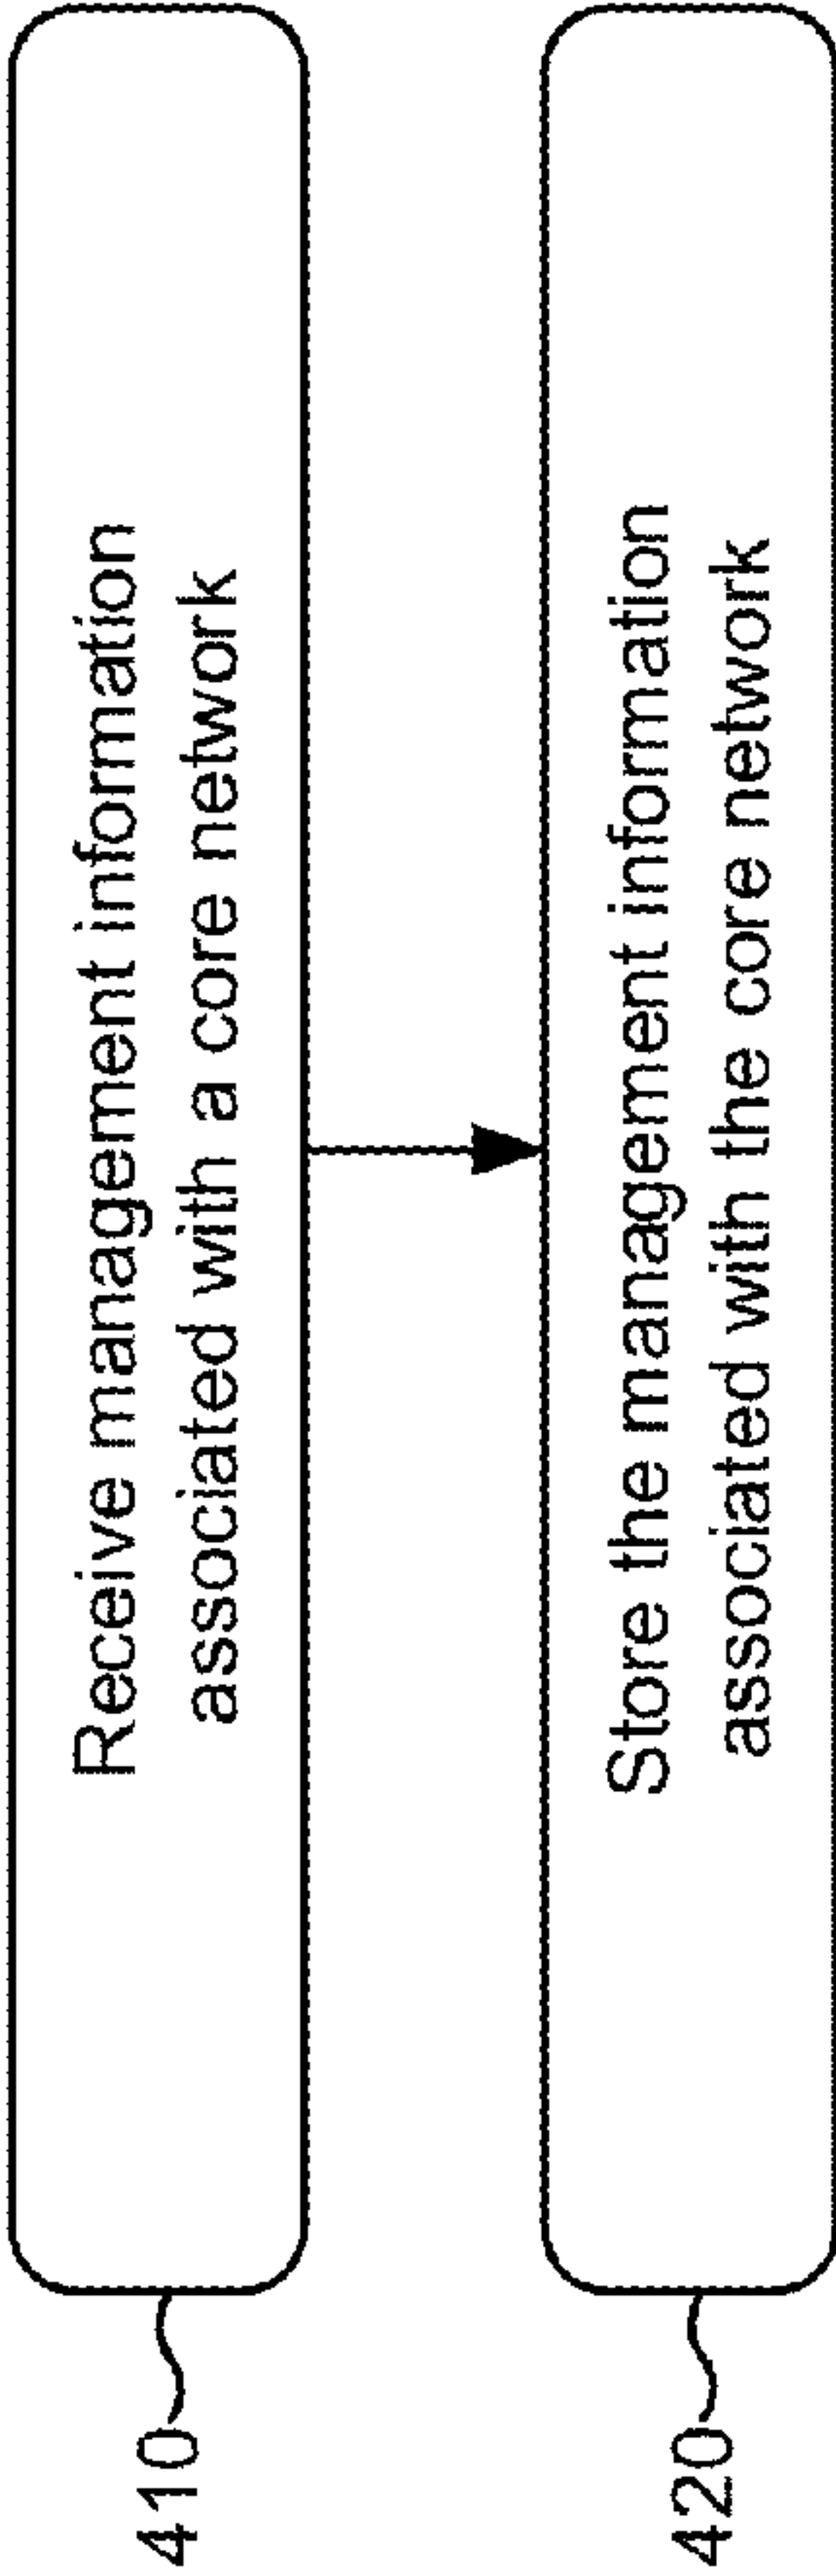 410
Receive management information
associated with a core network
420
Store the management information
associated with the core network